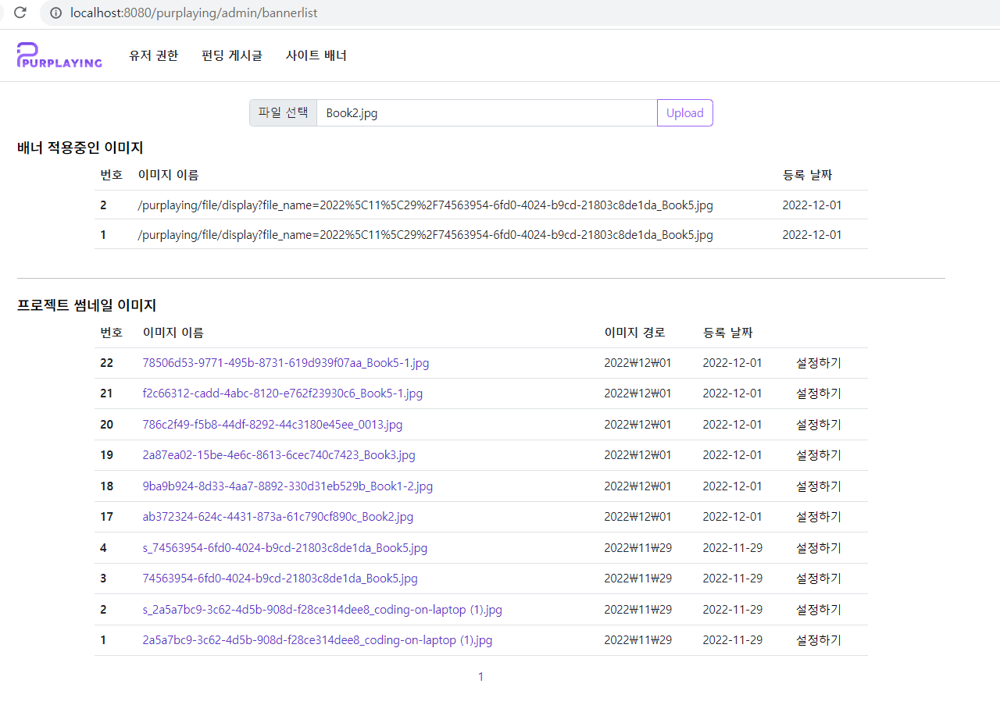 localhost:8080/purplaying/admin/bannerlist
PURPLAYING 유저 권한 펀딩 게시글 사이트 배너
파일 선택 Book2.jpg Upload
배너 적용중인 이미지
번호 이미지 이름 등록 날짜
2 /purplaying/file/display?file_name=2022%5C11%5C29%2F74563954-6fd0-4024-b9cd-21803c8de1da_Book5.jpg 2022-12-01
1 /purplaying/file/display?file_name=2022%5C11%5C29%2F74563954-6fd0-4024-b9cd-21803c8de1da_Book5.jpg 2022-12-01
프로젝트 썸네일 이미지
번호 이미지 이름 이미지 경로 등록 날짜
22 78506d53-9771-495b-8731-619d939f07aa_Book5-1.jpg 2022₩12₩01 2022-12-01 설정하기
21 f2c66312-cadd-4abc-8120-e762f23930c6_Book5-1.jpg 2022₩12₩01 2022-12-01 설정하기
20 786c2f49-f5b8-44df-8292-44c3180e45ee_0013.jpg 2022₩12₩01 2022-12-01 설정하기
19 2a87ea02-15be-4e6c-8613-6cec740c7423_Book3.jpg 2022₩12₩01 2022-12-01 설정하기
18 9ba9b924-8d33-4aa7-8892-330d31eb529b_Book1-2.jpg 2022₩12₩01 2022-12-01 설정하기
17 ab372324-624c-4431-873a-61c790cf890c_Book2.jpg 2022₩12₩01 2022-12-01 설정하기
4 s_74563954-6fd0-4024-b9cd-21803c8de1da_Book5.jpg 2022₩11₩29 2022-11-29 설정하기
3 74563954-6fd0-4024-b9cd-21803c8de1da_Book5.jpg 2022₩11₩29 2022-11-29 설정하기
2 s_2a5a7bc9-3c62-4d5b-908d-f28ce314dee8_coding-on-laptop (1).jpg 2022₩11₩29 2022-11-29 설정하기
1 2a5a7bc9-3c62-4d5b-908d-f28ce314dee8_coding-on-laptop (1).jpg 2022₩11₩29 2022-11-29 설정하기
1